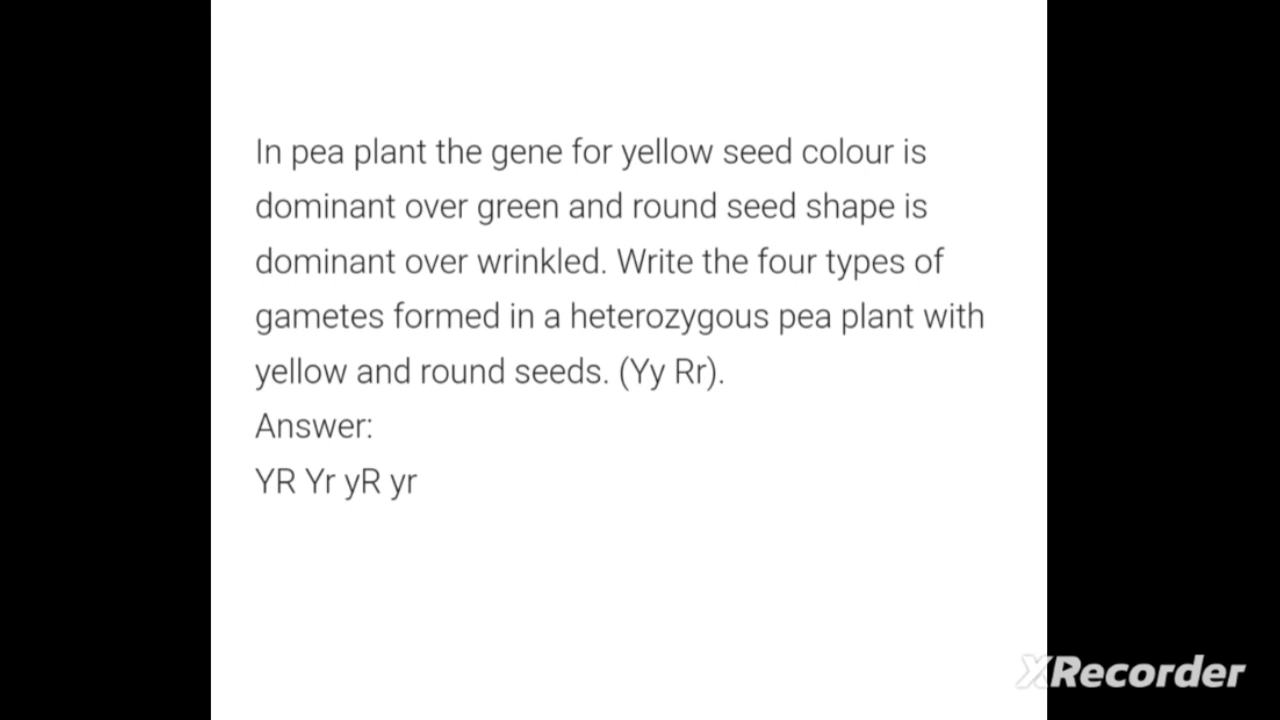 In pea plant the gene for yellow seed colour is
dominant over green and round seed shape is
dominant over wrinkled. Write the four types of
gametes formed in a heterozygous pea plant with
yellow and round seeds. (Yy Rr).
Answer:
YR Yr yR yr
XRecorder